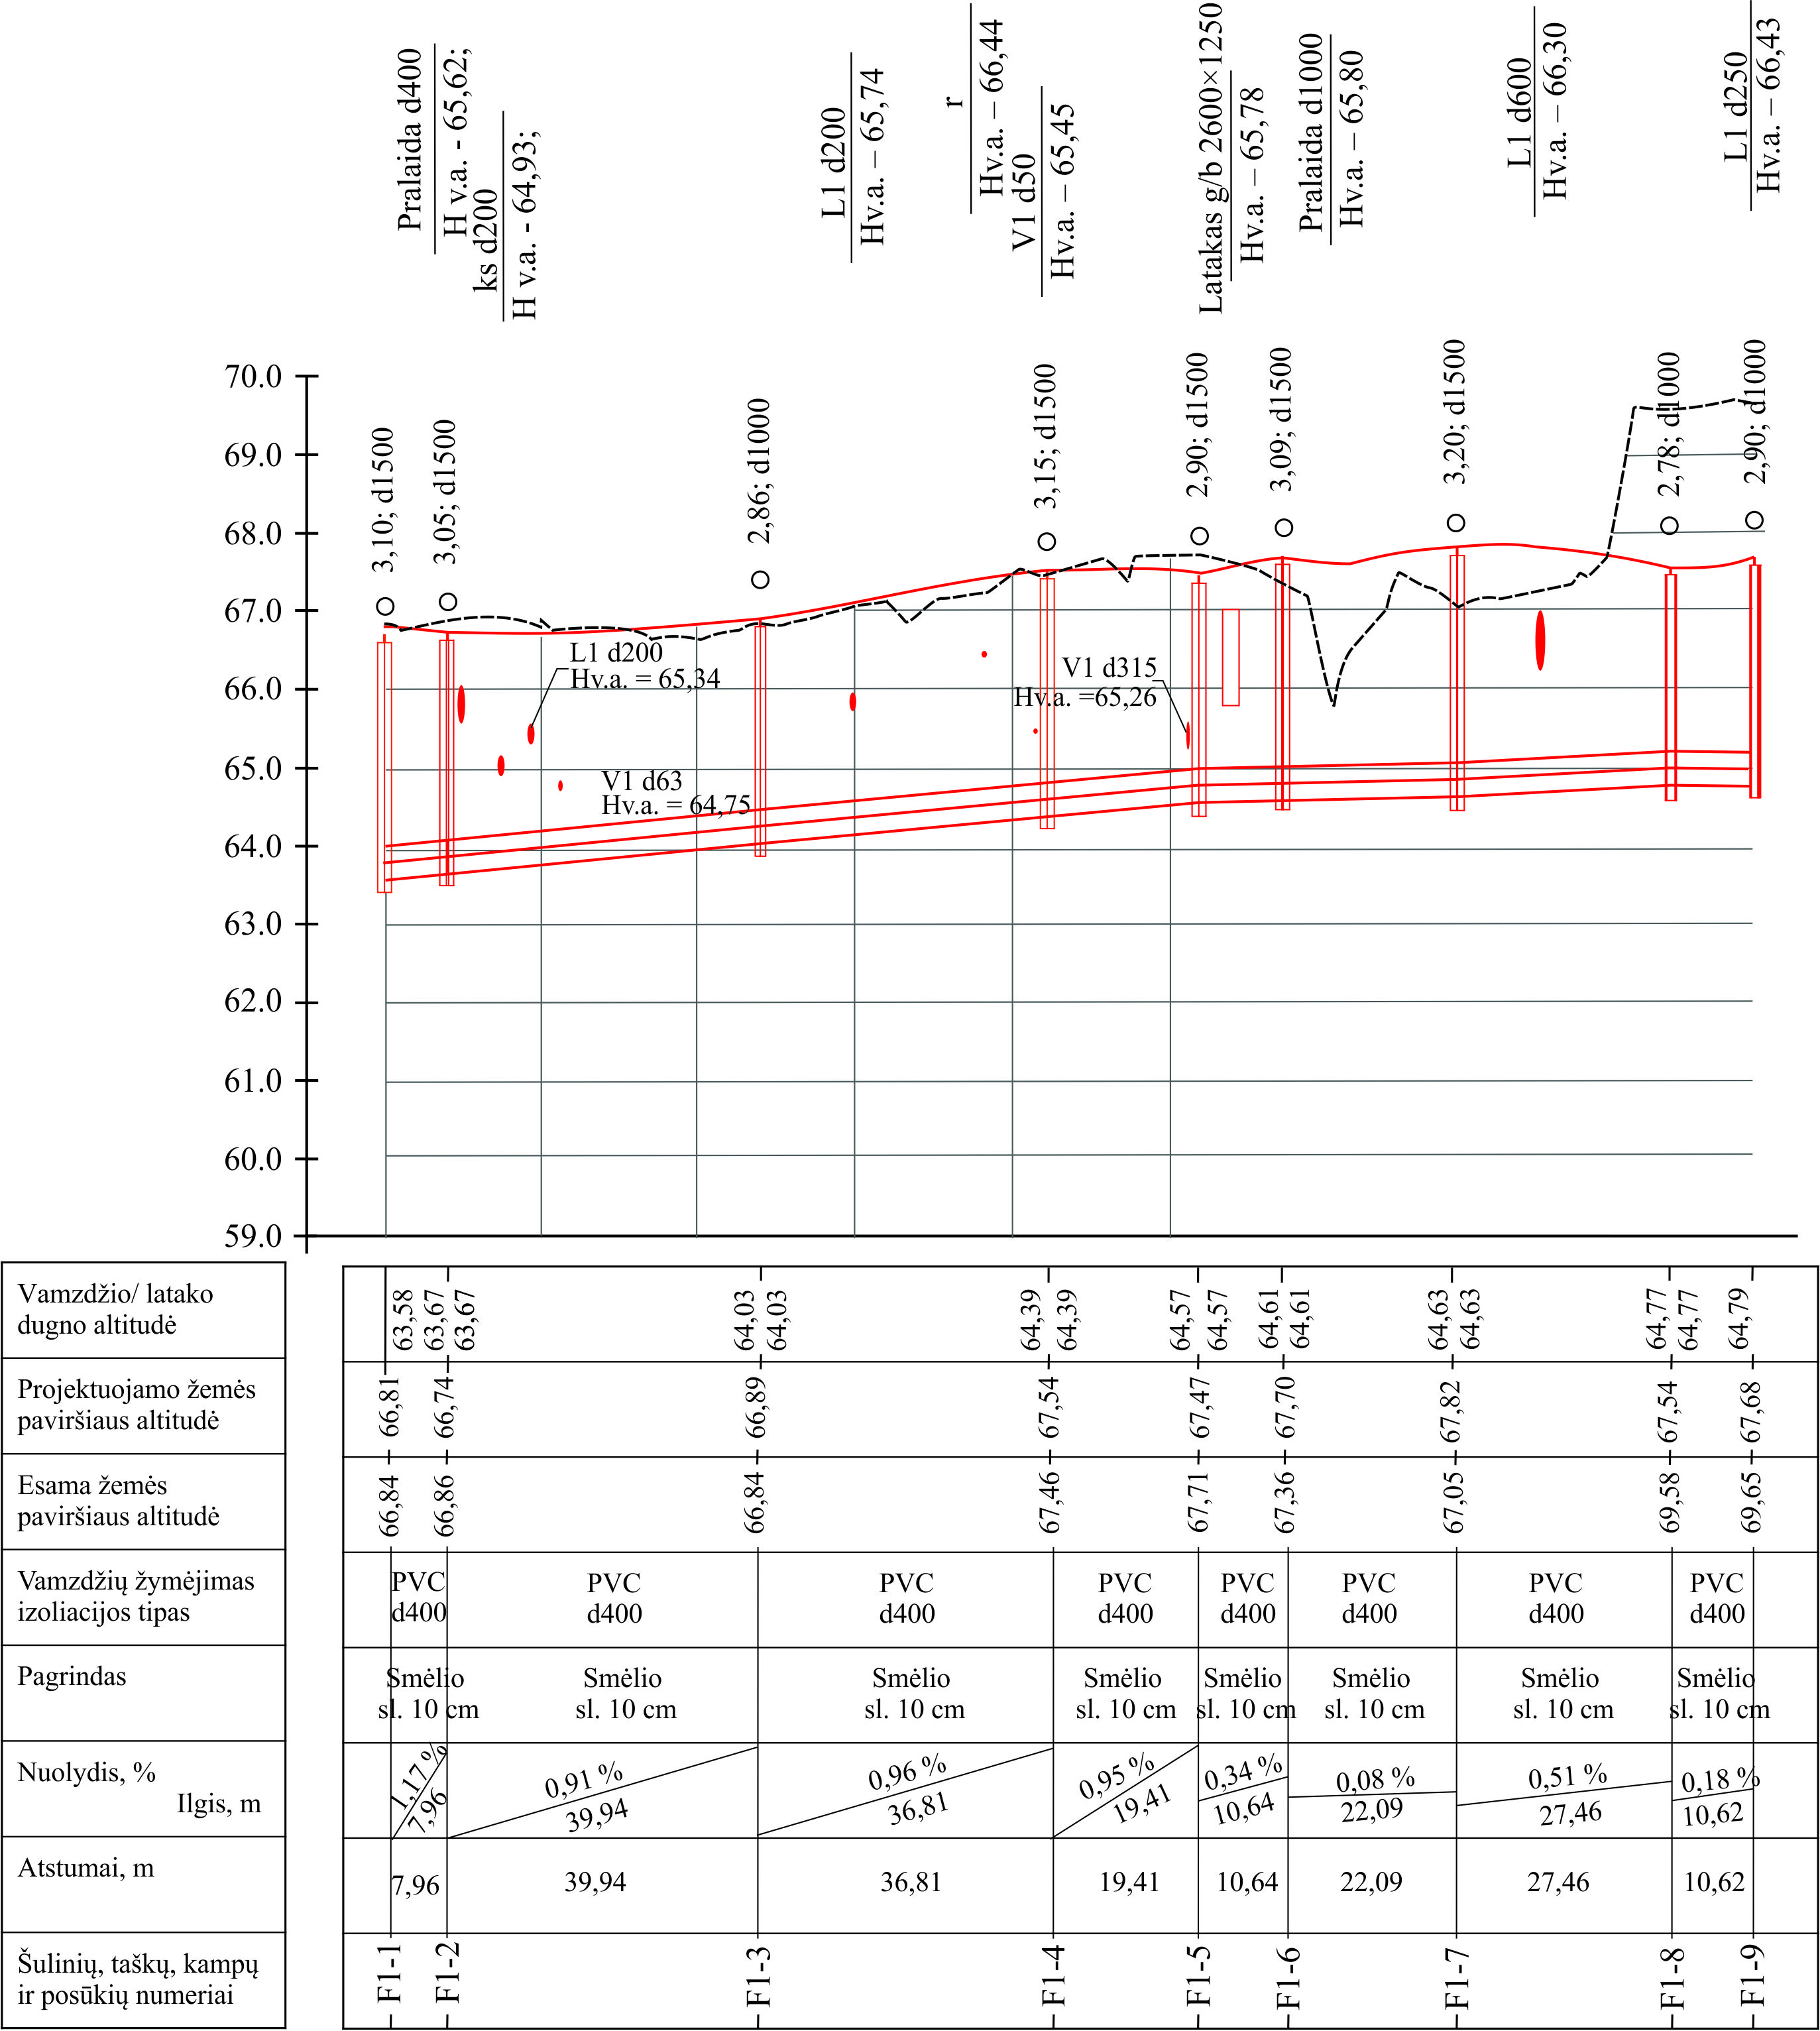 Pralaida d400
H v.a. - 65,62;
ks d200
H v.a. - 64,93;
L1 d200
Hv.a. – 65,74
r
Hv.a. – 66,44
V1 d50
Hv.a. – 65,45
Latakas g/b 2600×1250
Hv.a. – 65,78
Pralaida d1000
Hv.a. – 65,80
L1 d600
Hv.a. – 66,30
L1 d250
Hv.a. – 66,43
70.0
69.0
68.0
67.0
66.0
65.0
64.0
63.0
62.0
61.0
60.0
59.0
3,10; d1500
3,05; d1500
2,86; d1000
3,15; d1500
2,90; d1500
3,09; d1500
3,20; d1500
2,78; d1000
2,90; d1000
L1 d200
Hv.a. = 65,34
V1 d63
Hv.a. = 64,75
V1 d315
Hv.a. =65,26
Vamzdžio/ latako
dugno altitudė
63,58
63,67
63,67
64,03
64,03
64,39
64,39
64,57
64,57
64,61
64,61
64,63
64,63
64,77
64,77
64,79
Projektuojamo žemės
paviršiaus altitudė
66,81
66,74
66,89
67,54
67,47
67,70
67,82
67,54
67,68
Esama žemės
paviršiaus altitudė
66,84
66,86
66,84
67,46
67,71
67,36
67,05
69,58
69,65
Vamzdžių žymėjimas
izoliacijos tipas
PVC
d400
PVC
d400
PVC
d400
PVC
d400
PVC
d400
PVC
d400
PVC
d400
PVC
d400
Pagrindas
Smėlio
sl. 10 cm
Smėlio
sl. 10 cm
Smėlio
sl. 10 cm
Smėlio
sl. 10 cm
Smėlio
sl. 10 cm
Smėlio
sl. 10 cm
Smėlio
sl. 10 cm
Smėlio
sl. 10 cm
Nuolydis, %
Ilgis, m
1,17 %
7,96
0,91 %
39,94
0,96 %
36,81
0,95 %
19,41
0,34 %
10,64
0,08 %
22,09
0,51 %
27,46
0,18 %
10,62
Atstumai, m
7,96
39,94
36,81
19,41
10,64
22,09
27,46
10,62
Šulinių, taškų, kampų
ir posūkių numeriai
F1-1
F1-2
F1-3
F1-4
F1-5
F1-6
F1-7
F1-8
F1-9